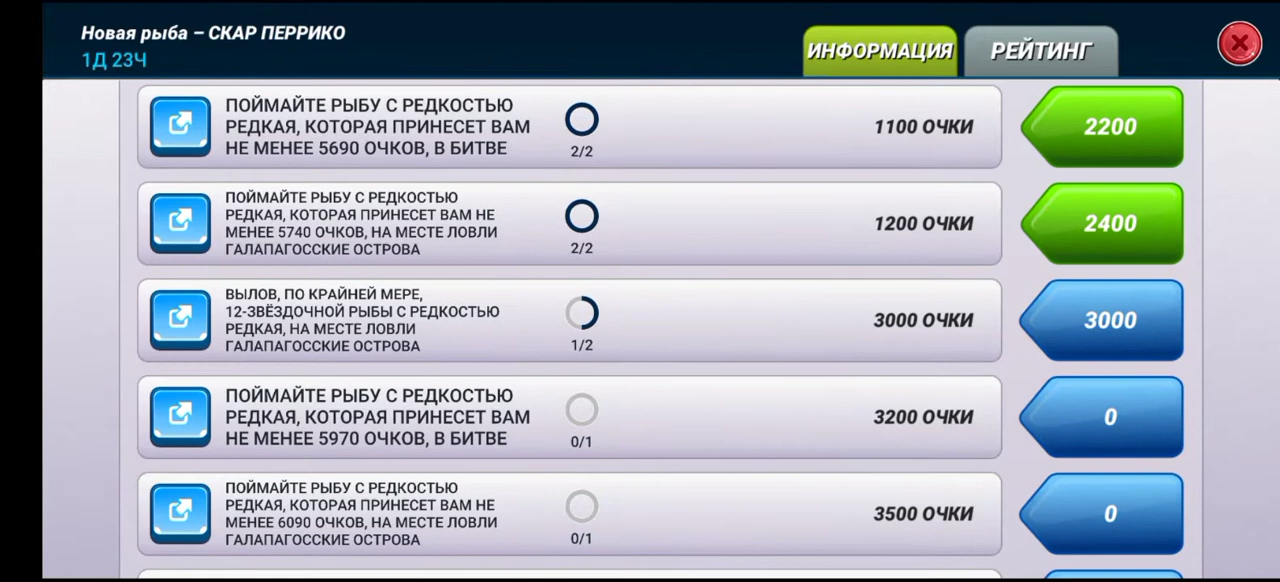 Новая рыба – СКАР ПЕРРИКО
1Д 23Ч
ИНФОРМАЦИЯ
РЕЙТИНГ
ПОЙМАЙТЕ РЫБУ С РЕДКОСТЬЮ
РЕДКАЯ, КОТОРАЯ ПРИНЕСЕТ ВАМ
НЕ МЕНЕЕ 5690 ОЧКОВ, В БИТВЕ
2/2
1100 ОЧКИ
2200
ПОЙМАЙТЕ РЫБУ С РЕДКОСТЬЮ
РЕДКАЯ, КОТОРАЯ ПРИНЕСЕТ ВАМ НЕ
МЕНЕЕ 5740 ОЧКОВ, НА МЕСТЕ ЛОВЛИ
ГАЛАПАГОССКИЕ ОСТРОВА
2/2
1200 ОЧКИ
2400
ВЫЛОВ, ПО КРАЙНЕЙ МЕРЕ,
12-ЗВЁЗДОЧНОЙ РЫБЫ С РЕДКОСТЬЮ
РЕДКАЯ, НА МЕСТЕ ЛОВЛИ
ГАЛАПАГОССКИЕ ОСТРОВА
1/2
3000 ОЧКИ
3000
ПОЙМАЙТЕ РЫБУ С РЕДКОСТЬЮ
РЕДКАЯ, КОТОРАЯ ПРИНЕСЕТ ВАМ
НЕ МЕНЕЕ 5970 ОЧКОВ, В БИТВЕ
0/1
3200 ОЧКИ
0
ПОЙМАЙТЕ РЫБУ С РЕДКОСТЬЮ
РЕДКАЯ, КОТОРАЯ ПРИНЕСЕТ ВАМ НЕ
МЕНЕЕ 6090 ОЧКОВ, НА МЕСТЕ ЛОВЛИ
ГАЛАПАГОССКИЕ ОСТРОВА
0/1
3500 ОЧКИ
0